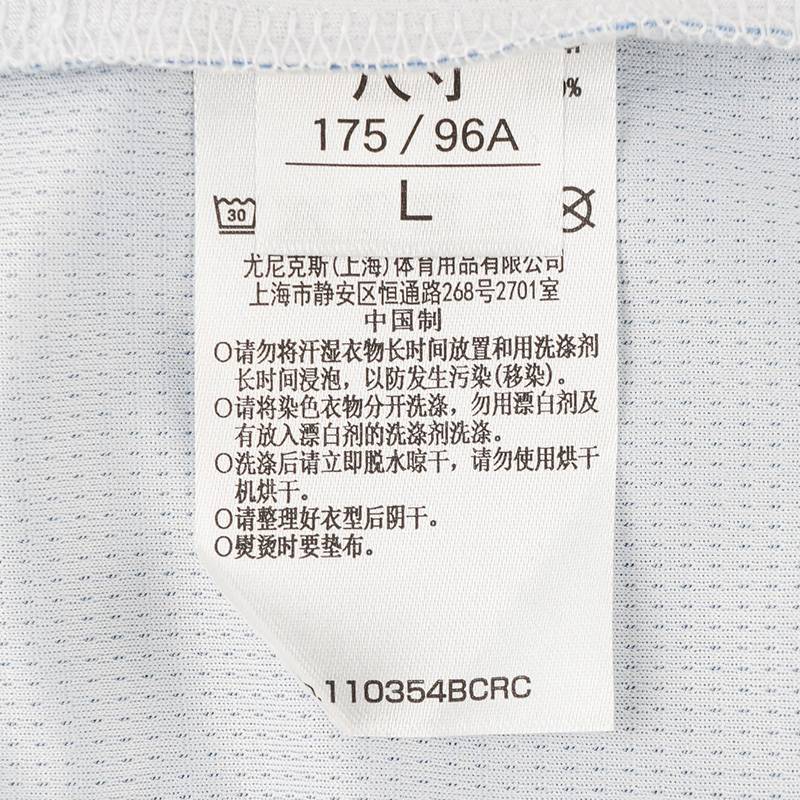 尺寸
%
175/96A
L
30
尤尼克斯(上海)体育用品有限公司
上海市静安区恒通路268号2701室
中国制
○请勿将汗湿衣物长时间放置和用洗涤剂
长时间浸泡，以防发生污染(移染)。
○请将染色衣物分开洗涤，勿用漂白剂及
有放入漂白剂的洗涤剂洗涤。
○洗涤后请立即脱水晾干，请勿使用烘干
机烘干。
○请整理好衣型后阴干。
○熨烫时要垫布。
110354BCRC